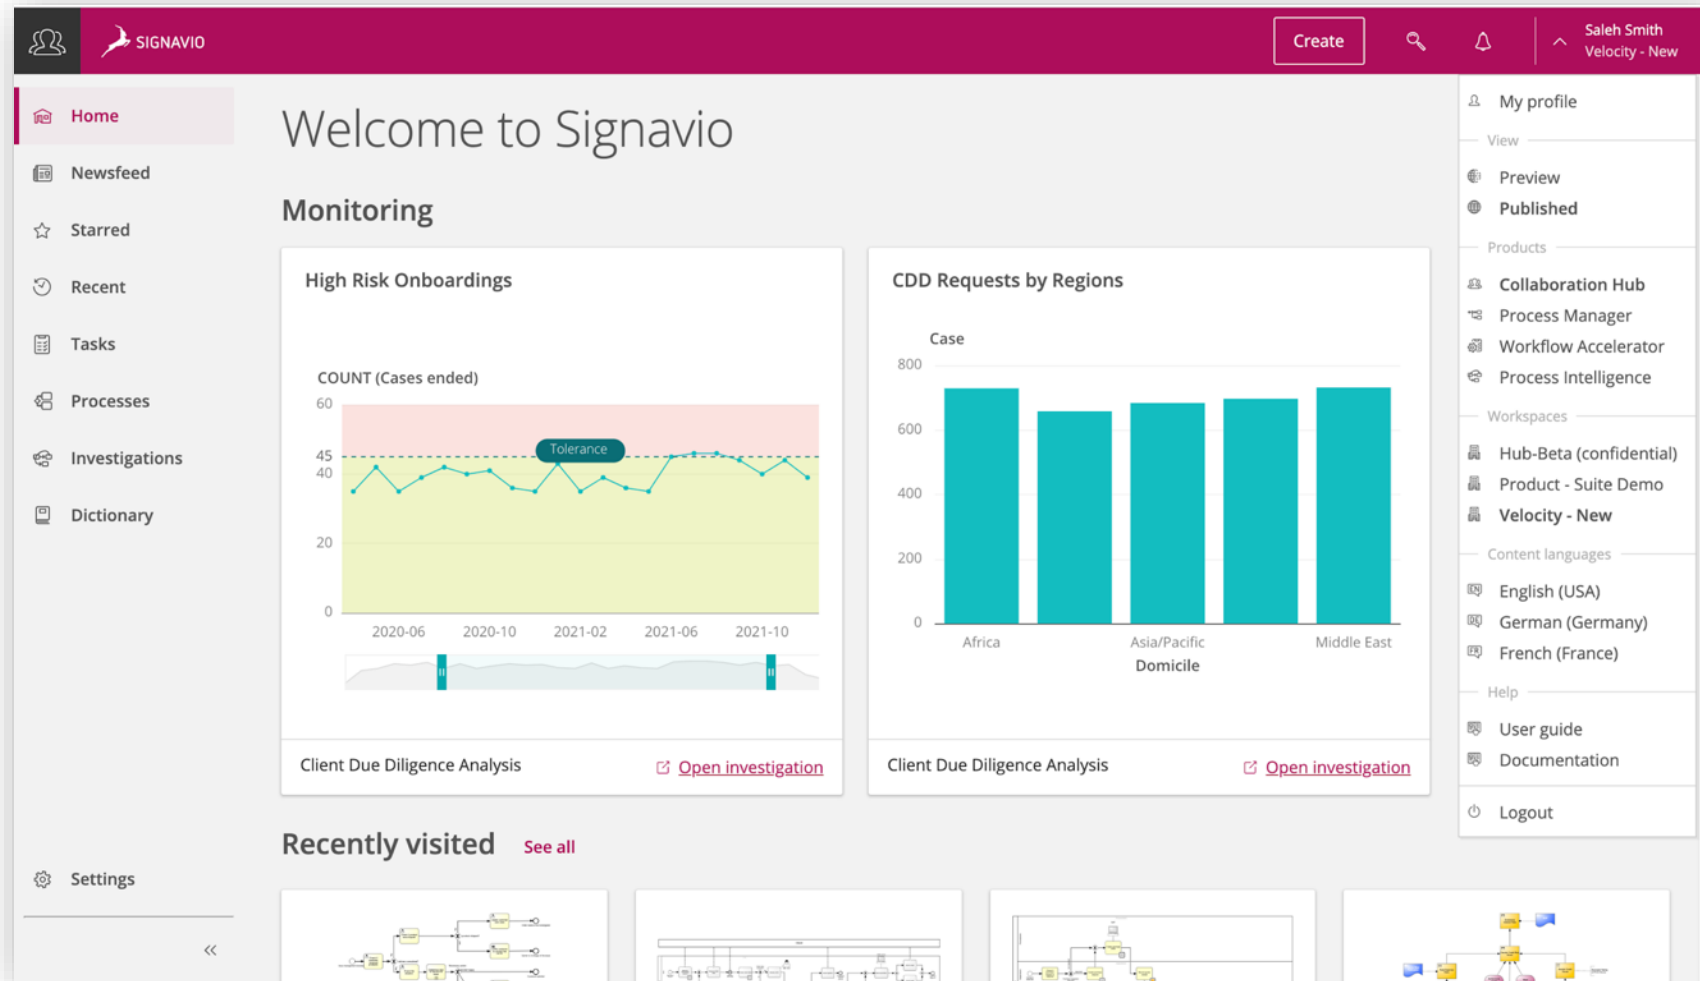 SIGNAVIO
Create
Saleh Smith
Velocity - New
Home
Newsfeed
Starred
Recent
Tasks
Processes
Investigations
Dictionary
Settings
Welcome to Signavio
Monitoring
High Risk Onboardings
COUNT (Cases ended)
60
45
40
20
0
Tolerance
2020-06 2020-10 2021-02 2021-06 2021-10
Client Due Diligence Analysis
Open investigation
CDD Requests by Regions
Case
800
600
400
200
0
Africa Asia/Pacific Middle East
Domicile
Client Due Diligence Analysis
Open investigation
Recently visited
See all
My profile
View
Preview
Published
Products
Collaboration Hub
Process Manager
Workflow Accelerator
Process Intelligence
Workspaces
Hub-Beta (confidential)
Product - Suite Demo
Velocity - New
Content languages
EN English (USA)
DE German (Germany)
FR French (France)
Help
User guide
Documentation
Logout